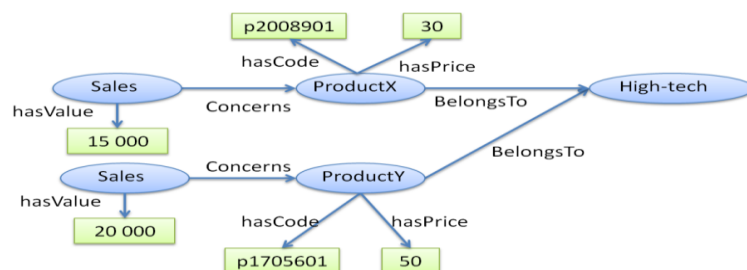 p2008901 30
hasCode hasPrice
Sales ProductX High-tech
hasValue Concerns BelongsTo
15 000
Concerns BelongsTo
Sales ProductY
hasValue
hasCode hasPrice
20 000
p1705601 50